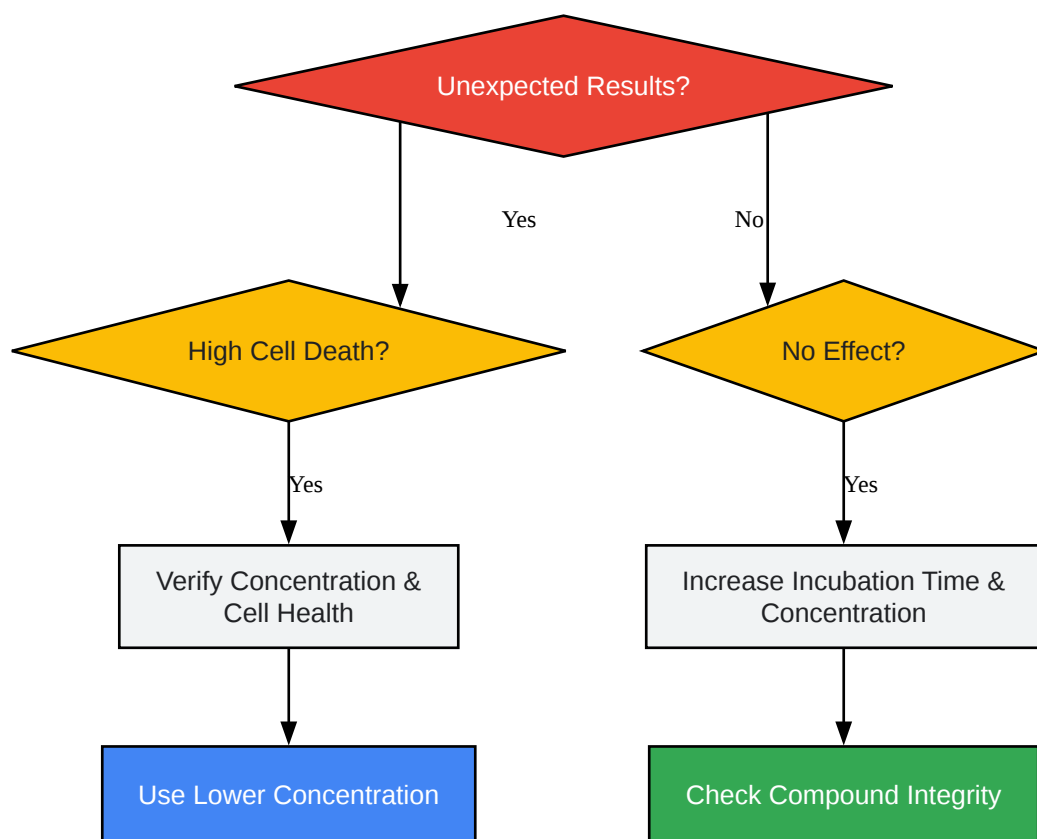 Unexpected Results?
Yes
No
High Cell Death?
No Effect?
Yes
Yes
Verify Concentration &
Cell Health
Increase Incubation Time &
Concentration
Use Lower Concentration
Check Compound Integrity